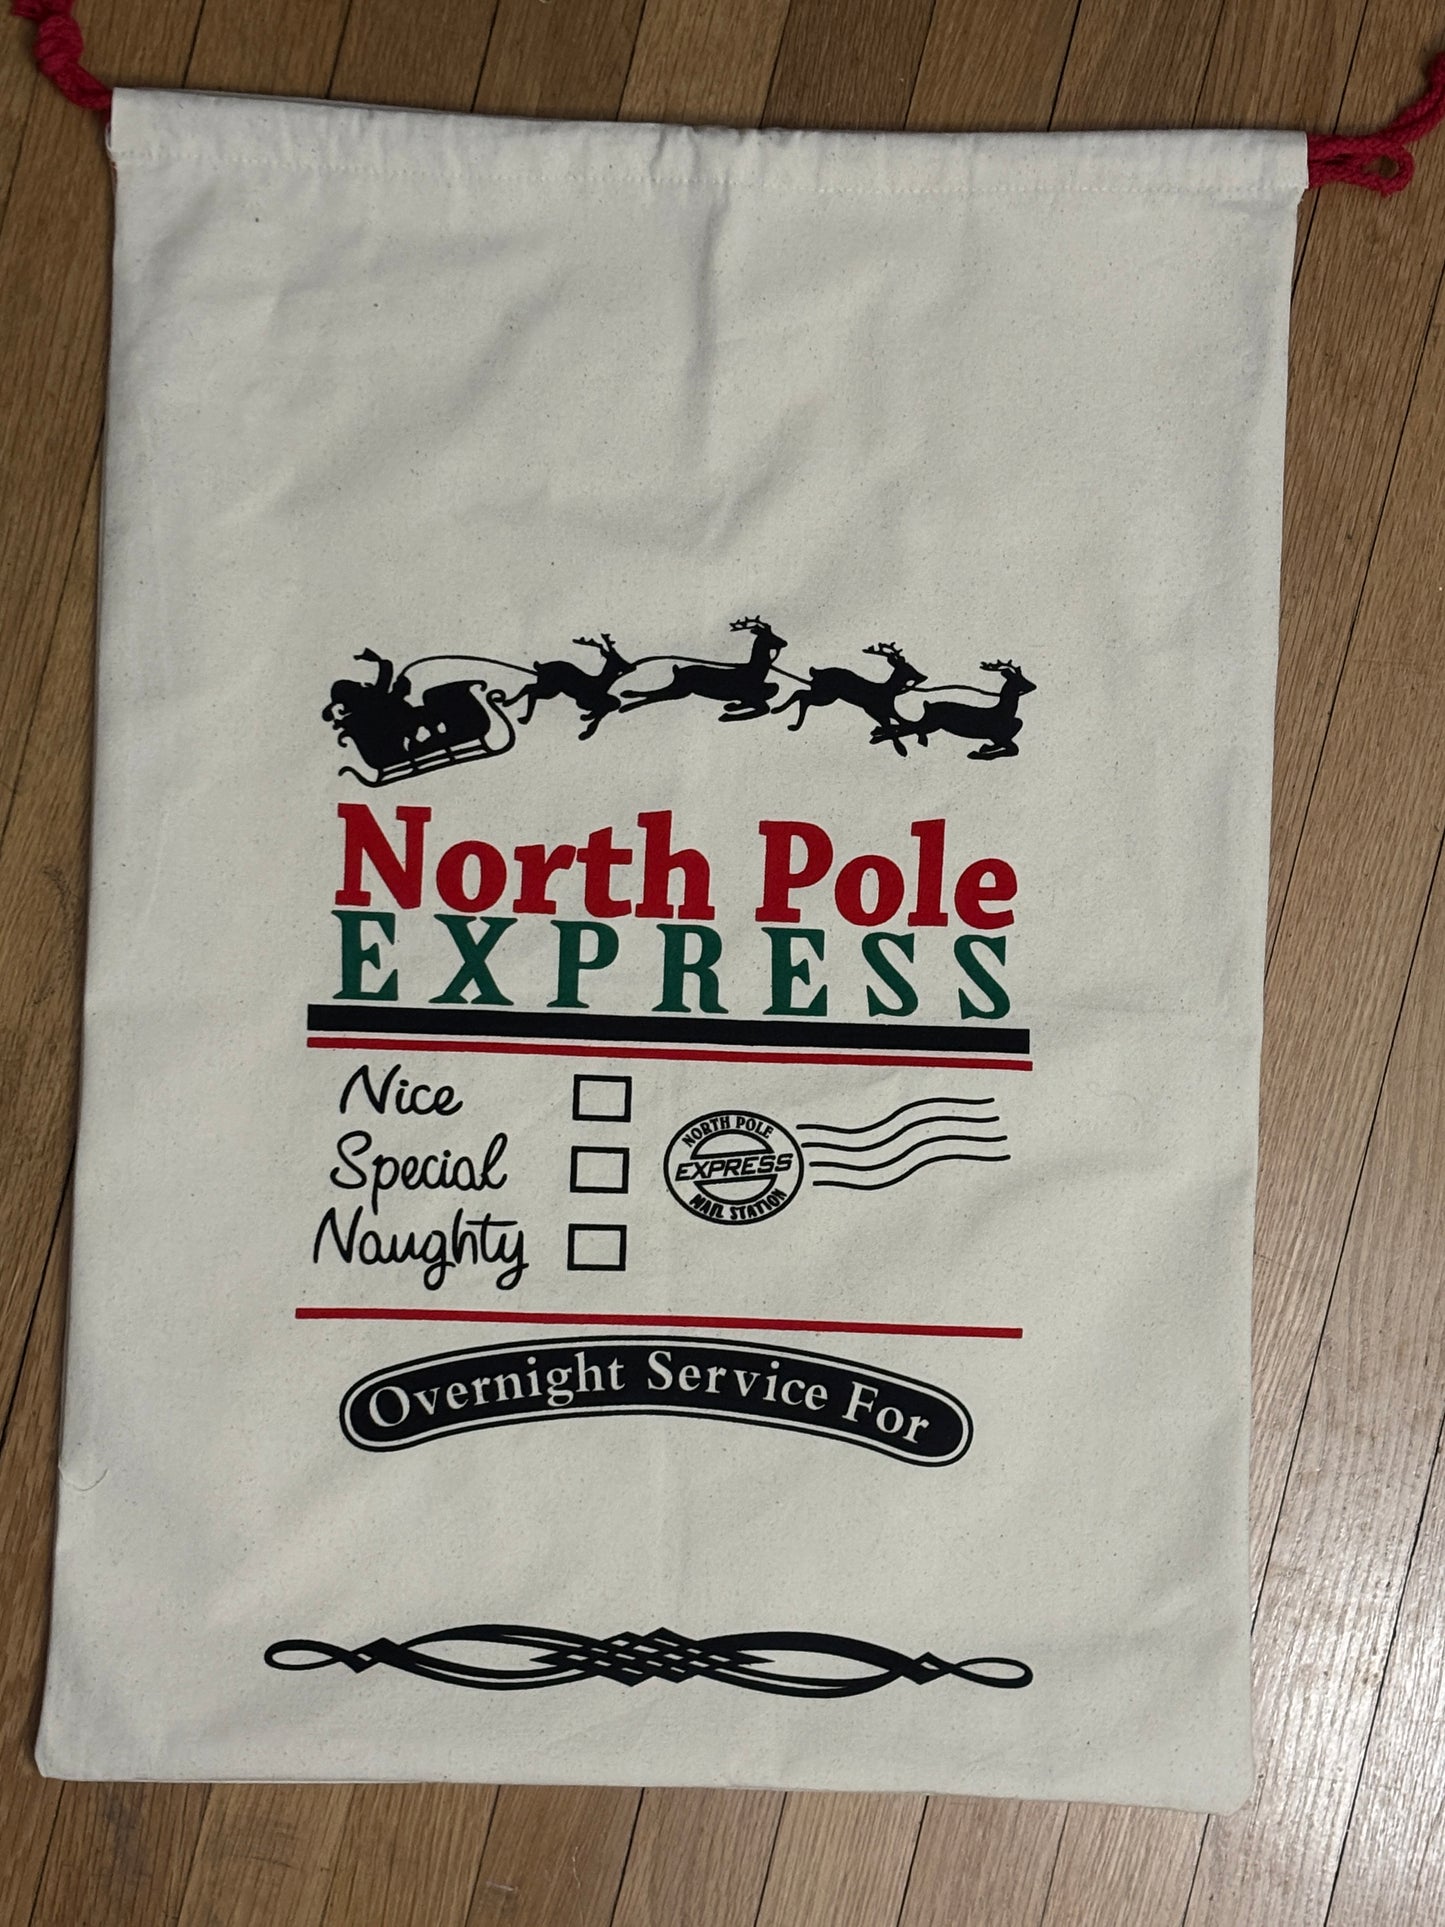 North Pole
EXPRESS
Nice
Special
Naughty
NORTH POLE
EXPRESS
MAIL STATION
Overnight Service For